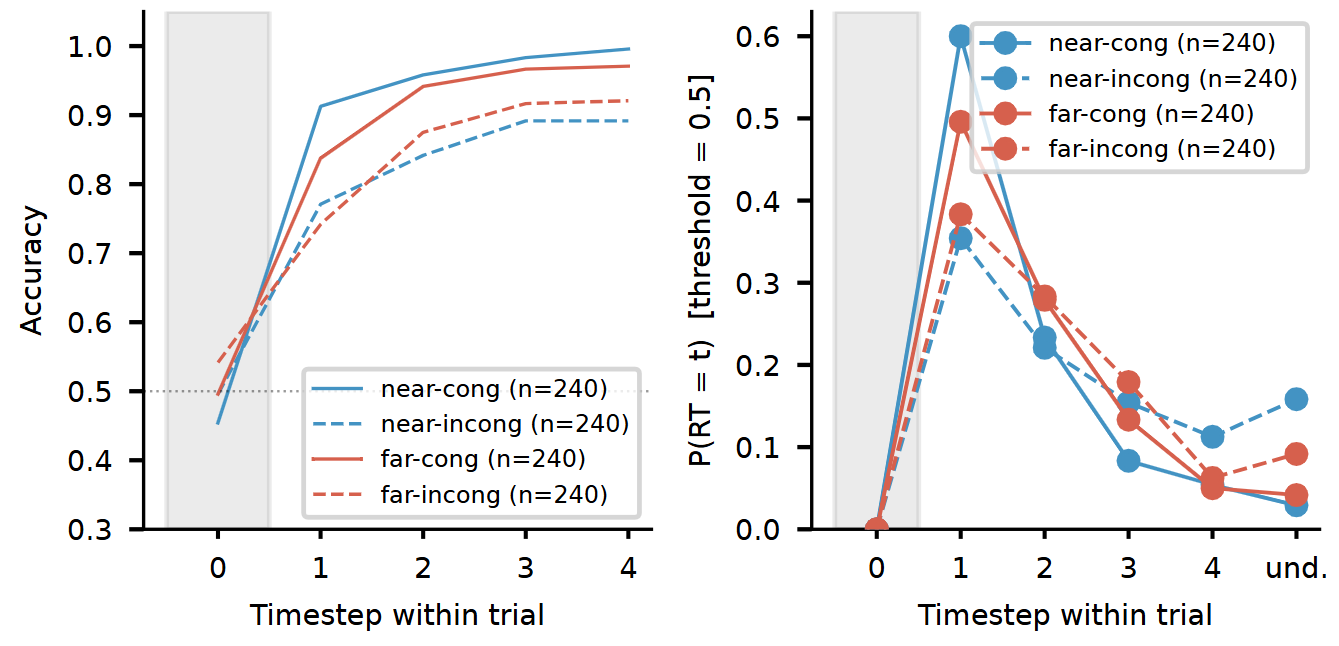 1.0
0.9
0.8
0.7
0.6
0.5
0.4
0.3
Accuracy
near-cong (n=240)
near-incong (n=240)
far-cong (n=240)
far-incong (n=240)
0 1 2 3 4
Timestep within trial
0.6
0.5
0.4
0.3
0.2
0.1
0.0
P(RT = t) [threshold = 0.5]
near-cong (n=240)
near-incong (n=240)
far-cong (n=240)
far-incong (n=240)
0 1 2 3 4 und.
Timestep within trial